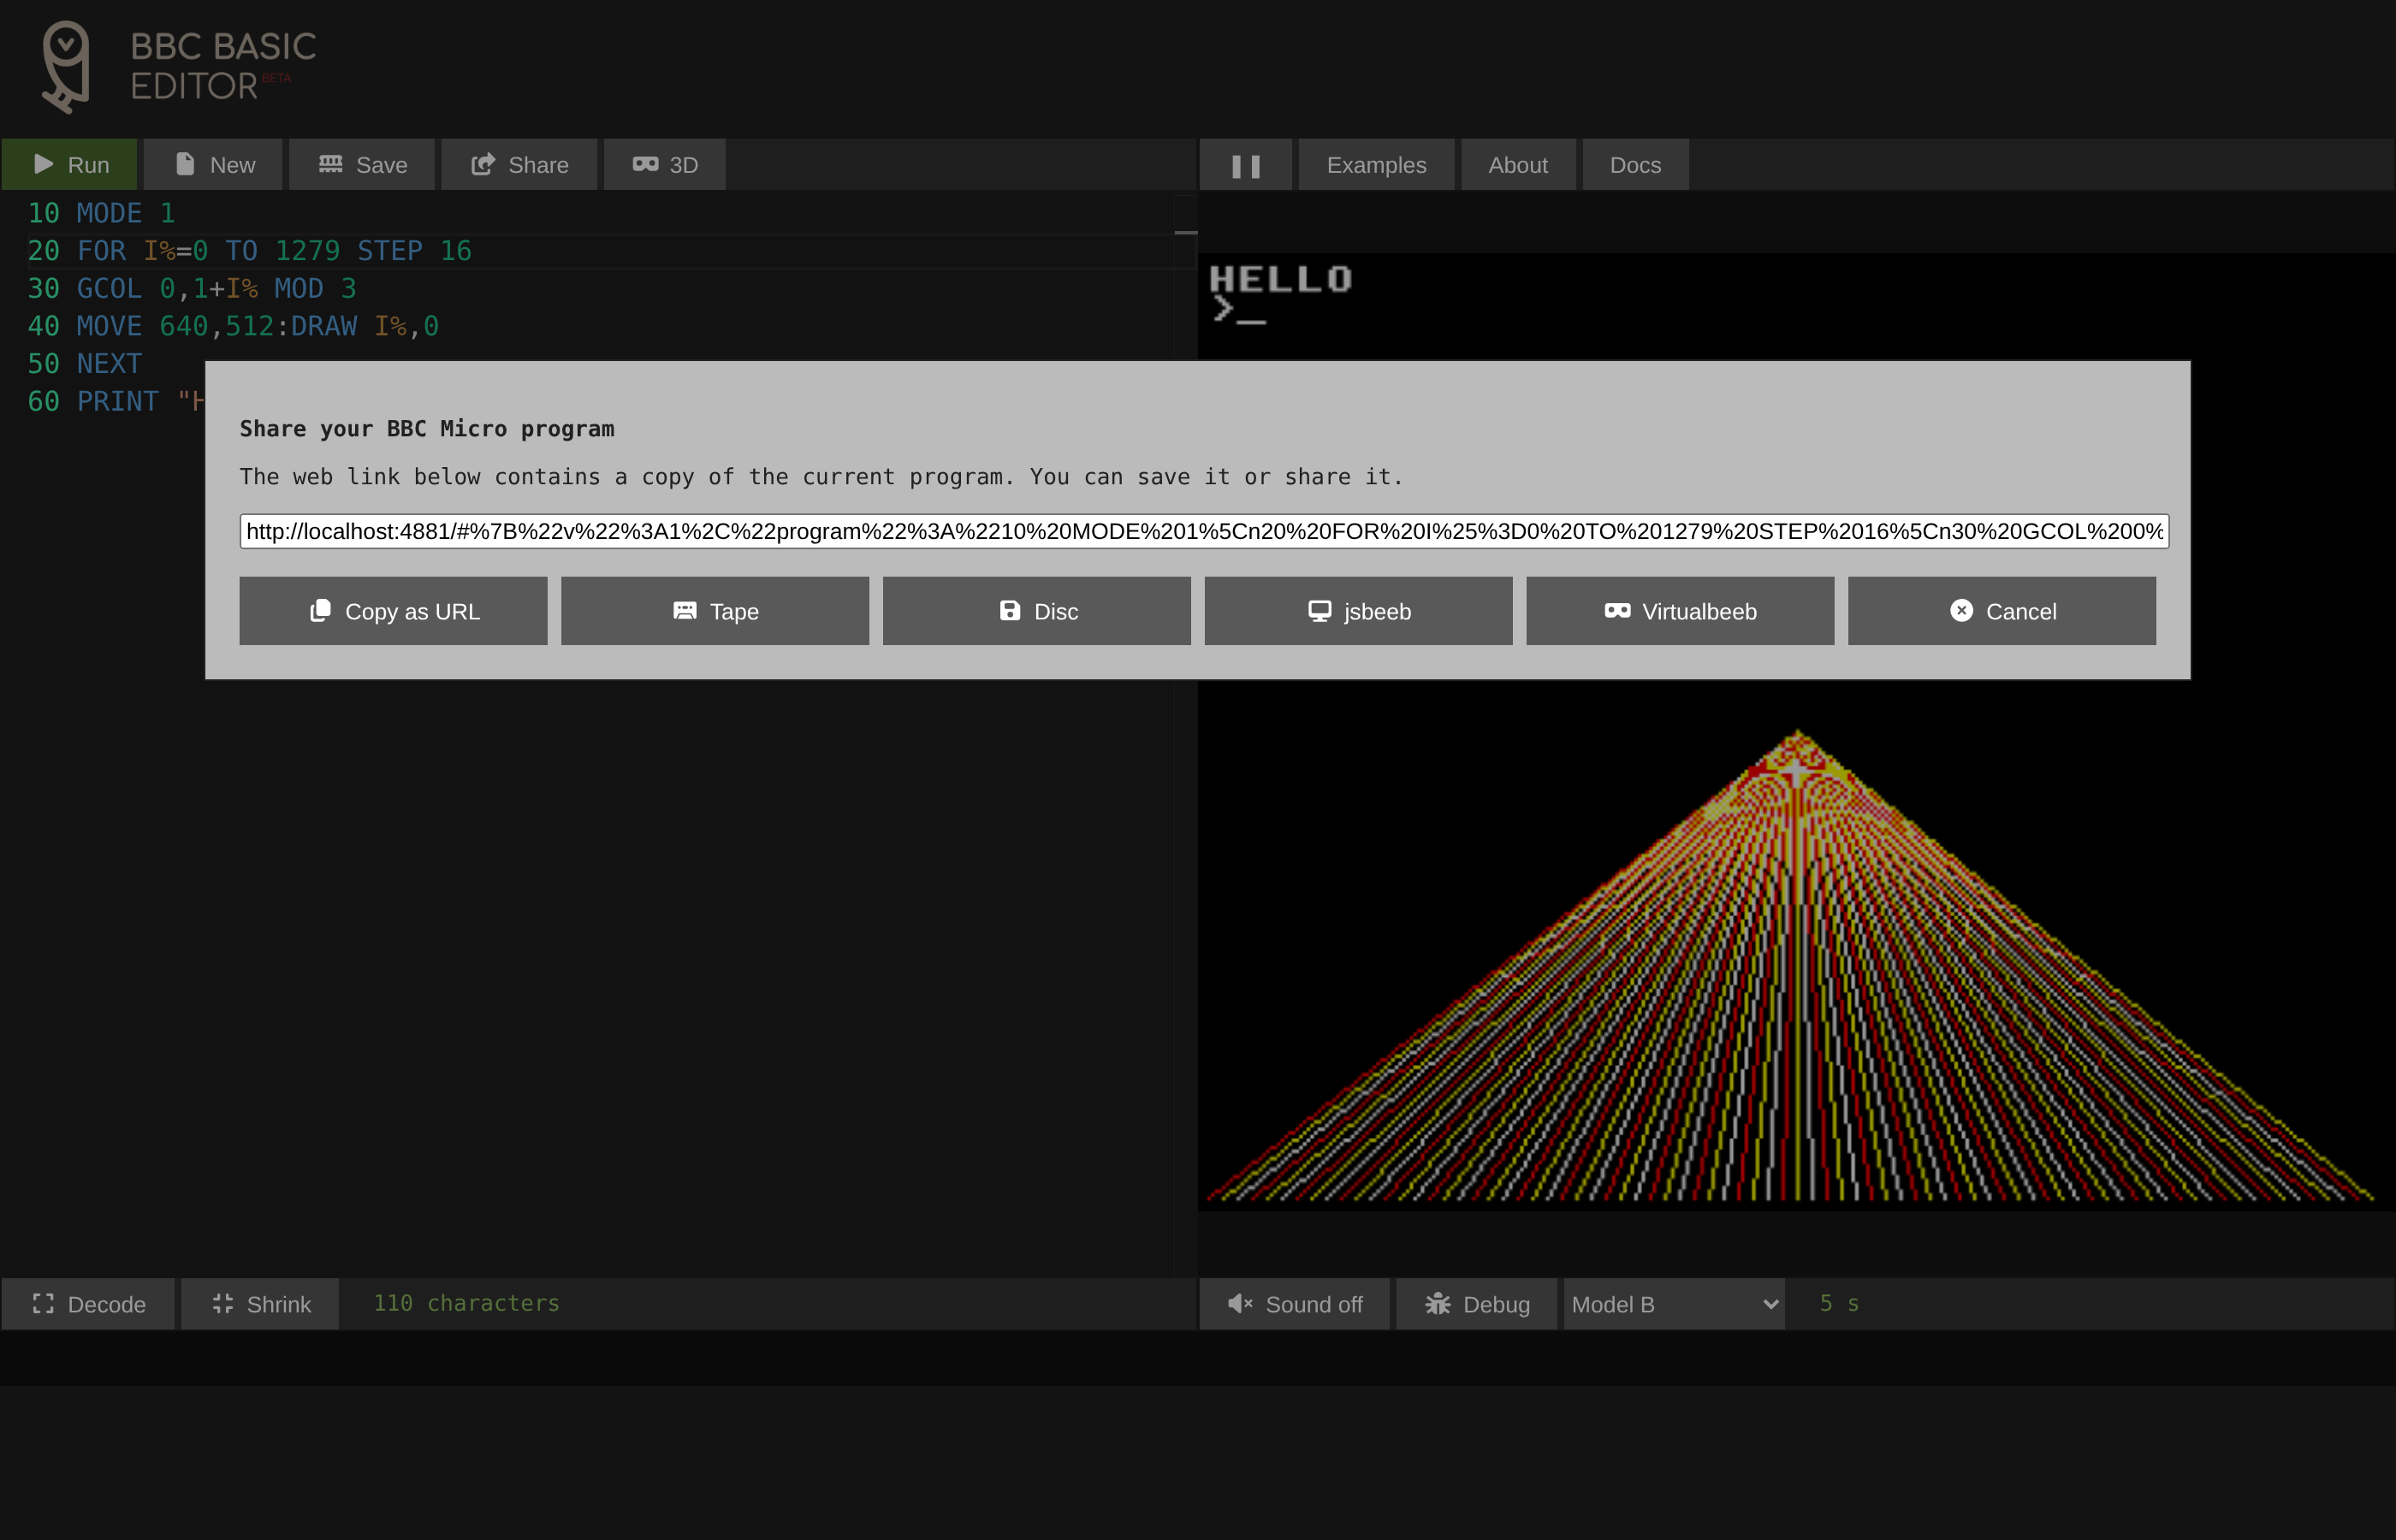 BBC BASIC
EDITOR BETA
Run New Save Share 3D Examples About Docs
10 MODE 1
20 FOR I%=0 TO 1279 STEP 16
30 GCOL 0,1+I% MOD 3
40 MOVE 640,512:DRAW I%,0
50 NEXT
60 PRINT "H
HELLO
>_
Share your BBC Micro program
The web link below contains a copy of the current program. You can save it or share it.
http://localhost:4881/#%7B%22v%22%3A1%2C%22program%22%3A%2210%20MODE%201%5Cn20%20FOR%20I%25%3D0%20TO%201279%20STEP%2016%5Cn30%20GCOL%200%
Copy as URL Tape Disc jsbeeb Virtualbeeb Cancel
Decode Shrink 110 characters Sound off Debug Model B 5 s